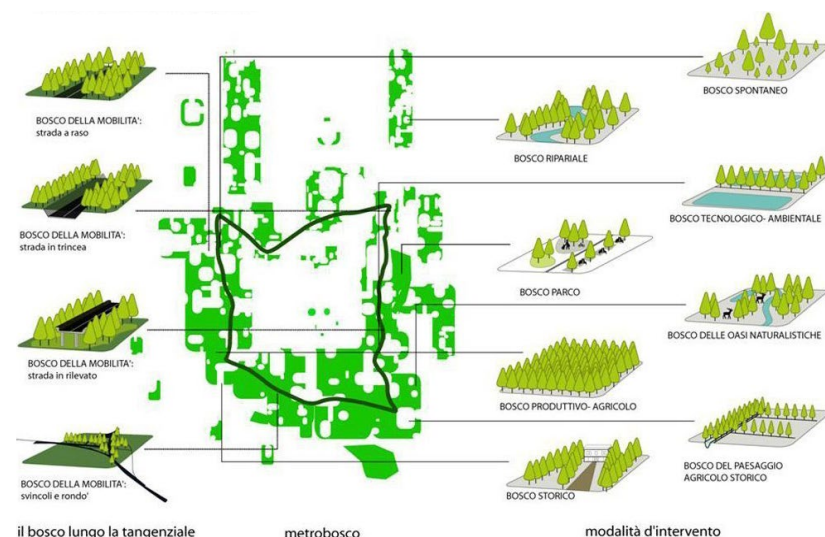 BOSCO DELLA MOBILITA':
strada a raso
BOSCO DELLA MOBILITA':
strada in trincea
BOSCO DELLA MOBILITA':
strada in rilevato
BOSCO DELLA MOBILITA':
svincoli e rondo'
il bosco lungo la tangenziale
metrobosco
BOSCO RIPARIALE
BOSCO PARCO
BOSCO PRODUTTIVO- AGRICOLO
BOSCO STORICO
BOSCO SPONTANEO
BOSCO TECNOLOGICO- AMBIENTALE
BOSCO DELLE OASI NATURALISTICHE
BOSCO DEL PAESAGGIO
AGRICOLO STORICO
modalità d'intervento